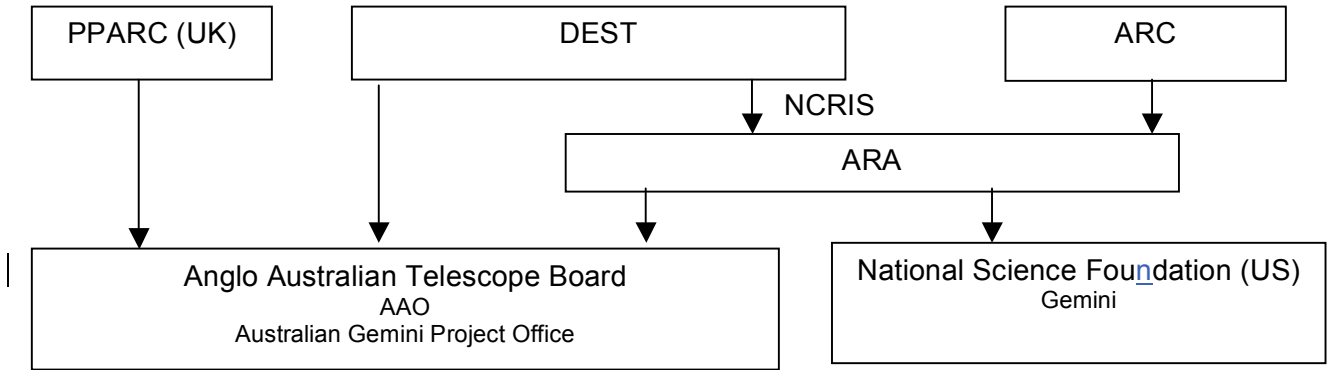 PPARC (UK)
DEST
ARC
NCRIS
ARA
Anglo Australian Telescope Board
AAO
Australian Gemini Project Office
National Science Foundation (US)
Gemini